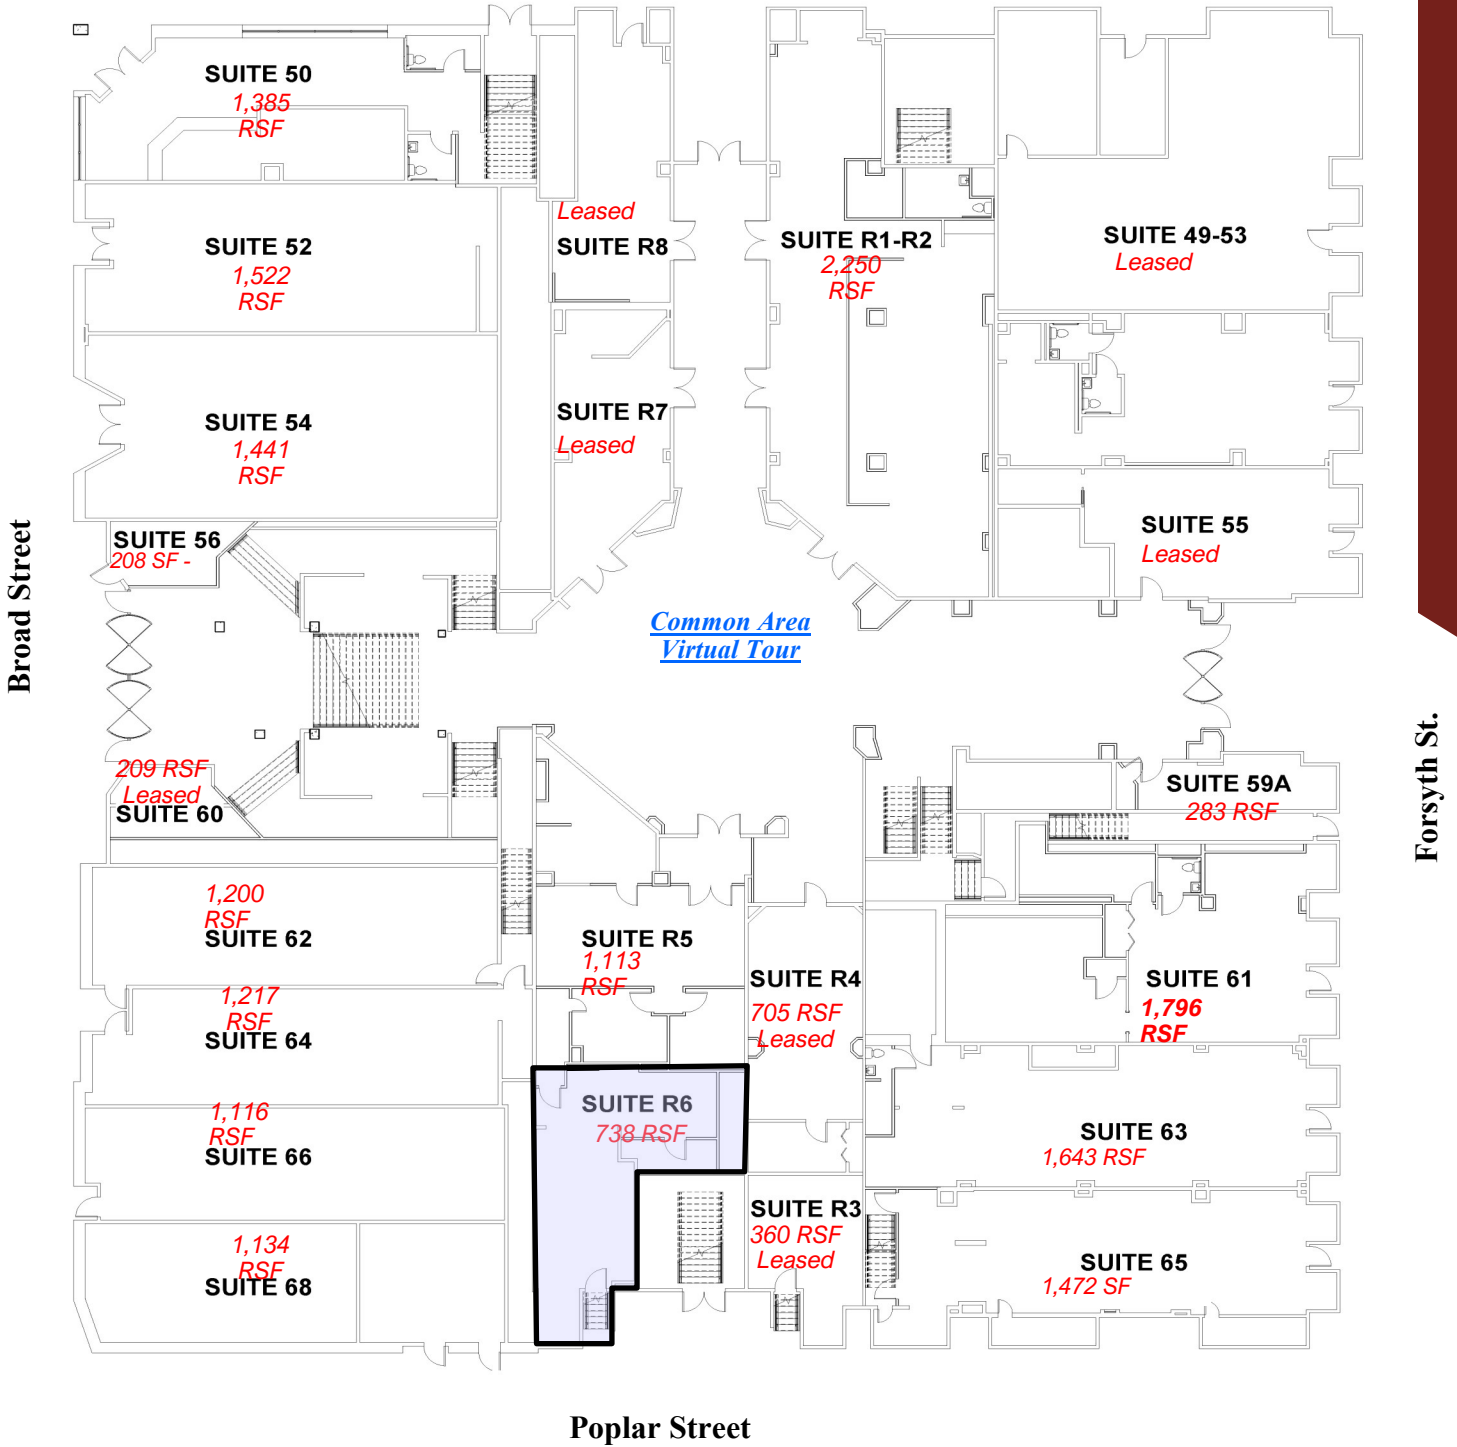 SUITE 50
1,385
RSF
Leased
SUITE R8
SUITE 52
1,522
RSF
SUITE R1-R2
2,250
RSF
SUITE 49-53
Leased
SUITE 54
1,441
RSF
SUITE R7
Leased
SUITE 56
208 SF -
SUITE 55
Leased
Broad Street
Common Area
Virtual Tour
Forsyth St.
209 RSF
Leased
SUITE 60
SUITE 59A
283 RSF
1,200
RSF
SUITE 62
SUITE R5
1,113
RSF
SUITE R4
705 RSF
Leased
SUITE 61
1,796
RSF
1,217
RSF
SUITE 64
1,116
RSF
SUITE 66
SUITE R6
738 RSF
SUITE 63
1,643 RSF
SUITE R3
360 RSF
Leased
1,134
RSF
SUITE 68
SUITE 65
1,472 SF
Poplar Street